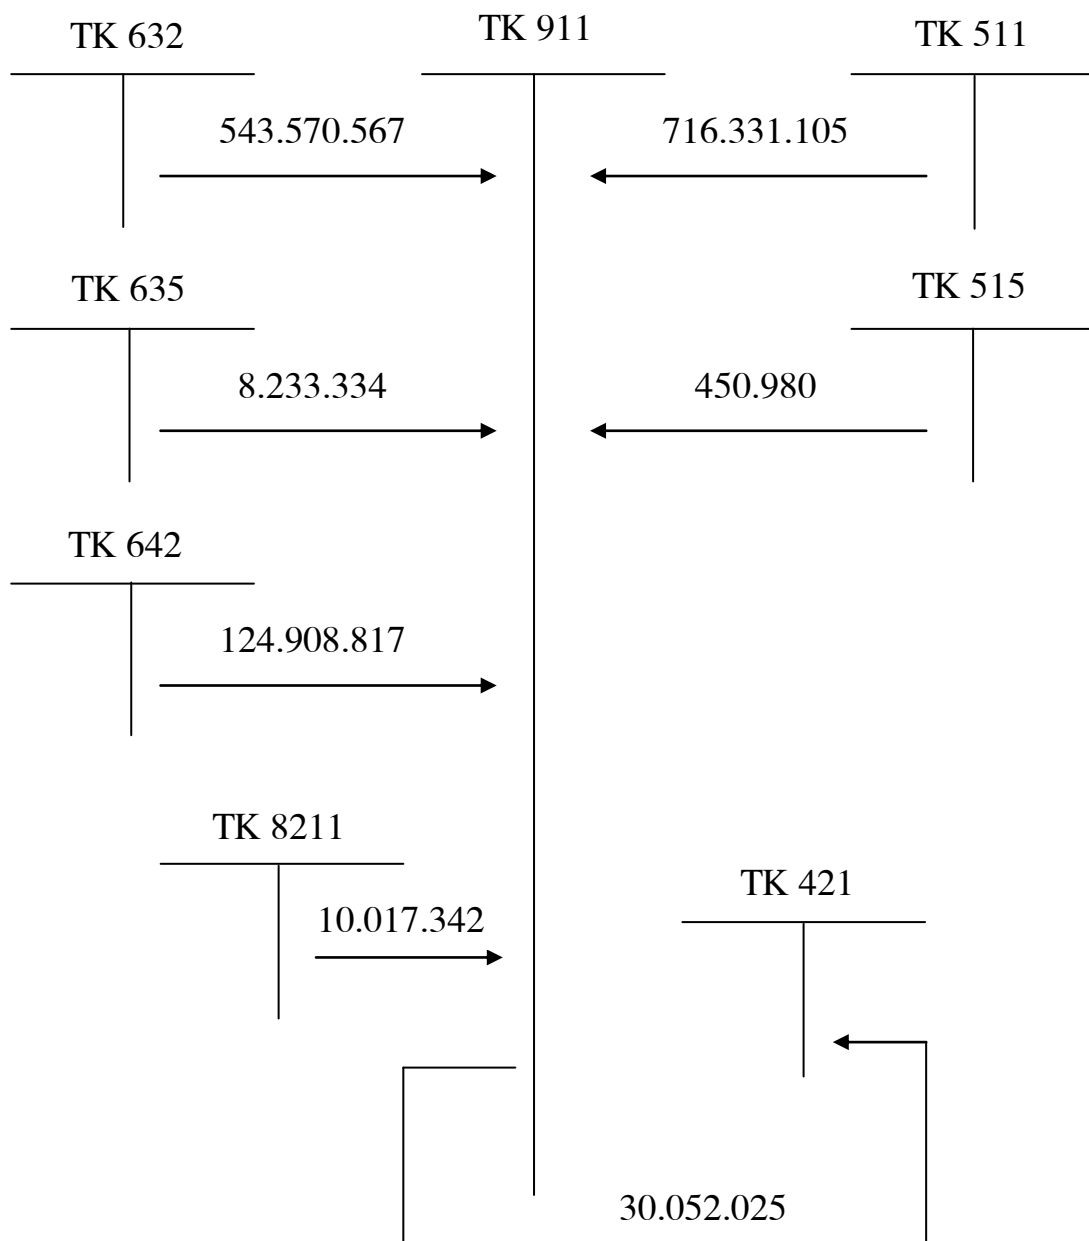 TK 632
TK 911
TK 511
543.570.567
716.331.105
TK 635
TK 515
8.233.334
450.980
TK 642
124.908.817
TK 8211
TK 421
10.017.342
30.052.025